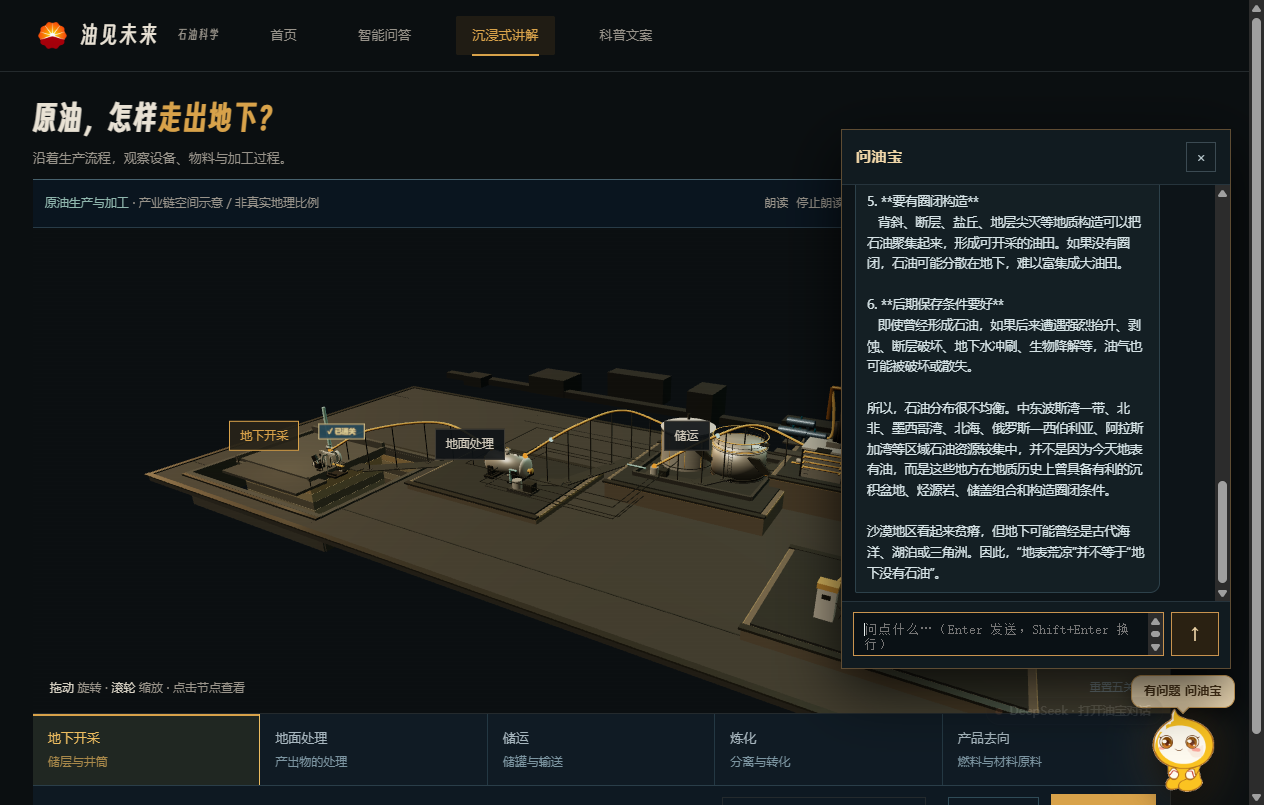 油见未来
石油科学
首页
智能问答
沉浸式讲解
科普文案
原油，怎样走出地下？
沿着生产流程，观察设备、物料与加工过程。
原油生产与加工 · 产业链空间示意 / 非真实地理比例
朗读 停止朗读
地下开采
✓ 已通关
地面处理
储运
拖动 旋转 · 滚轮 缩放 · 点击节点查看
重置五关
DeepSeek · 打开油宝对话
地下开采
储层与井筒
地面处理
产出物的处理
储运
储罐与输送
炼化
分离与转化
产品去向
燃料与材料原料
问油宝
×
5. **要有圈闭构造**
背斜、断层、盐丘、地层尖灭等地质构造可以把
石油聚集起来，形成可开采的油田。如果没有圈
闭，石油可能分散在地下，难以富集成大油田。
6. **后期保存条件要好**
即使曾经形成石油，如果后来遭遇强烈抬升、剥
蚀、断层破坏、地下水冲刷、生物降解等，油气也
可能被破坏或散失。
所以，石油分布很不均衡。中东波斯湾一带、北
非、墨西哥湾、北海、俄罗斯—西伯利亚、阿拉斯
加湾等区域石油资源较集中，并不是因为今天地表
有油，而是这些地方在地质历史上曾具备有利的沉
积盆地、烃源岩、储盖组合和构造圈闭条件。
沙漠地区看起来贫瘠，但地下可能曾经是古代海
洋、湖泊或三角洲。因此，“地表荒凉”并不等于“地
下没有石油”。
问点什么…（Enter 发送，Shift+Enter 换
行）
↑
有问题 问油宝